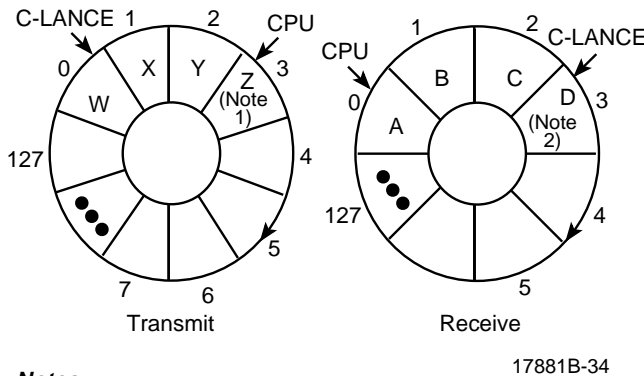 C-LANCE
1
2
CPU
0
X
Y
Z
(Note
1)
3
W
127
4
5
7
6
Transmit
CPU
1
2
C-LANCE
0
B
C
D
(Note
2)
3
A
127
4
5
Receive
17881B-34